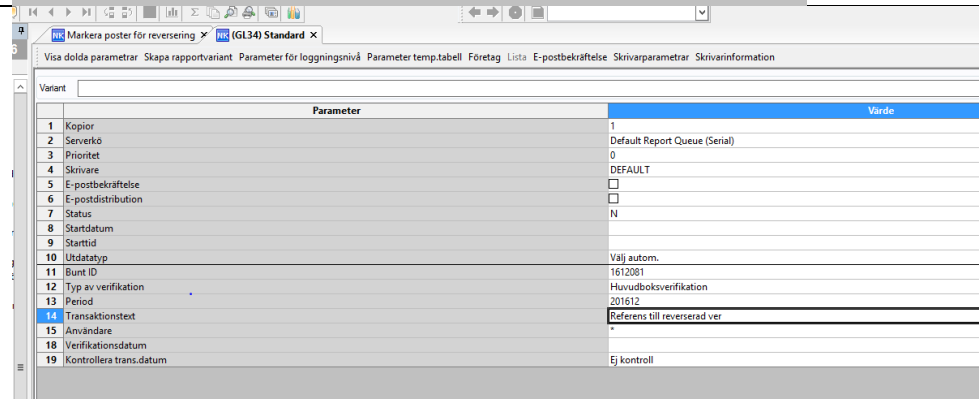 NK Markera poster för reversering × NK (GL34) Standard ×
Visa dolda parametrar Skapa rapportvariant Parameter för loggningsnivå Parameter temp.tabell Företag Lista E-postbekräftelse Skrivarparametrar Skrivarinformation
Variant
Parameter Värde
1 Kopior 1
2 Serverkö Default Report Queue (Serial)
3 Prioritet 0
4 Skrivare DEFAULT
5 E-postbekräftelse
6 E-postdistribution
7 Status N
8 Startdatum
9 Starttid
10 Utdatatyp Välj autom.
11 Bunt ID 1612081
12 Typ av verifikation Huvudboksverifikation
13 Period 201612
14 Transaktionstext Referens till reverserad ver
15 Användare *
18 Verifikationsdatum
19 Kontrollera trans.datum Ej kontroll